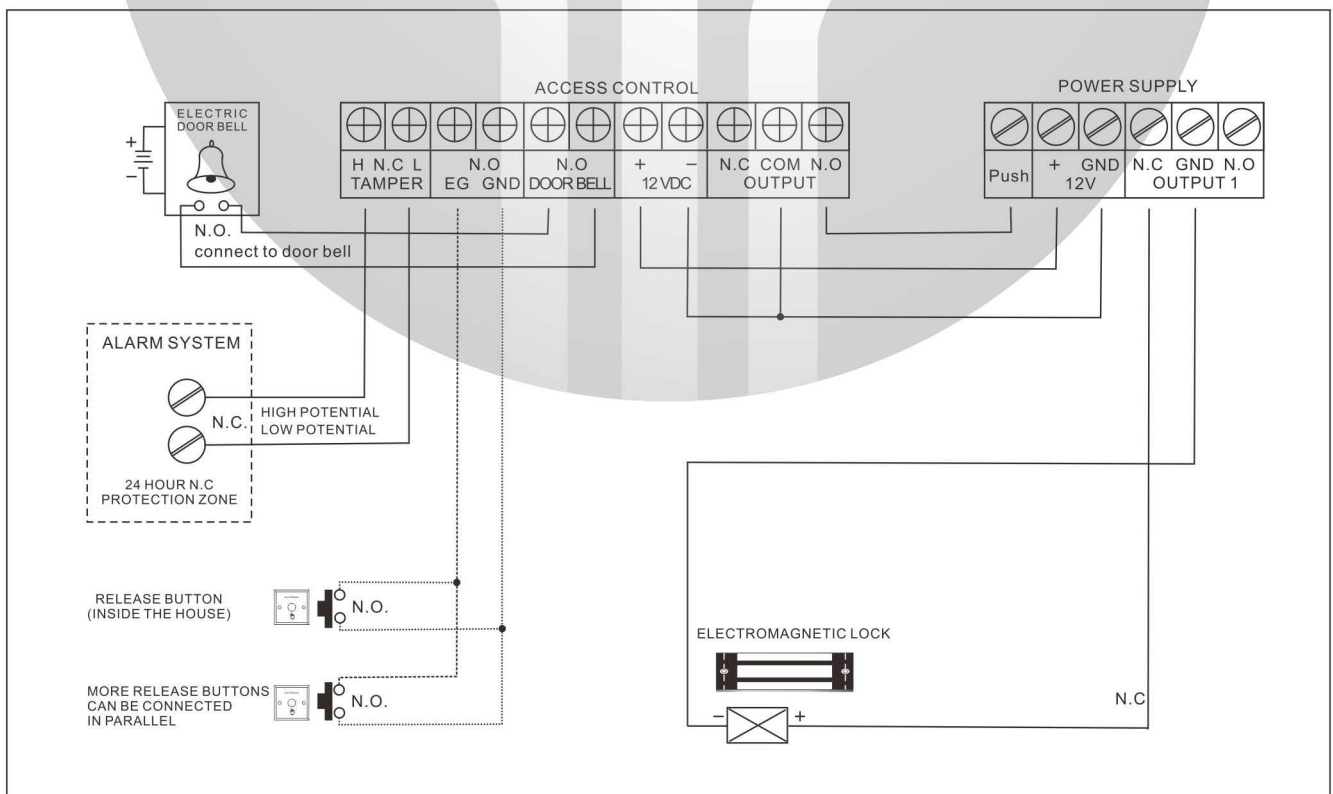 ACCESS CONTROL
POWER SUPPLY
ELECTRIC
DOOR BELL
+
−
H N.C L
TAMPER
N.O
EG GND
N.O
DOOR BELL
+ −
12 VDC
N.C COM N.O
OUTPUT
Push
+ GND
12V
N.C GND N.O
OUTPUT 1
N.O.
connect to door bell
ALARM SYSTEM
N.C.
HIGH POTENTIAL
LOW POTENTIAL
24 HOUR N.C
PROTECTION ZONE
RELEASE BUTTON
(INSIDE THE HOUSE)
N.O.
MORE RELEASE BUTTONS
CAN BE CONNECTED
IN PARALLEL
N.O.
ELECTROMAGNETIC LOCK
− +
N.C